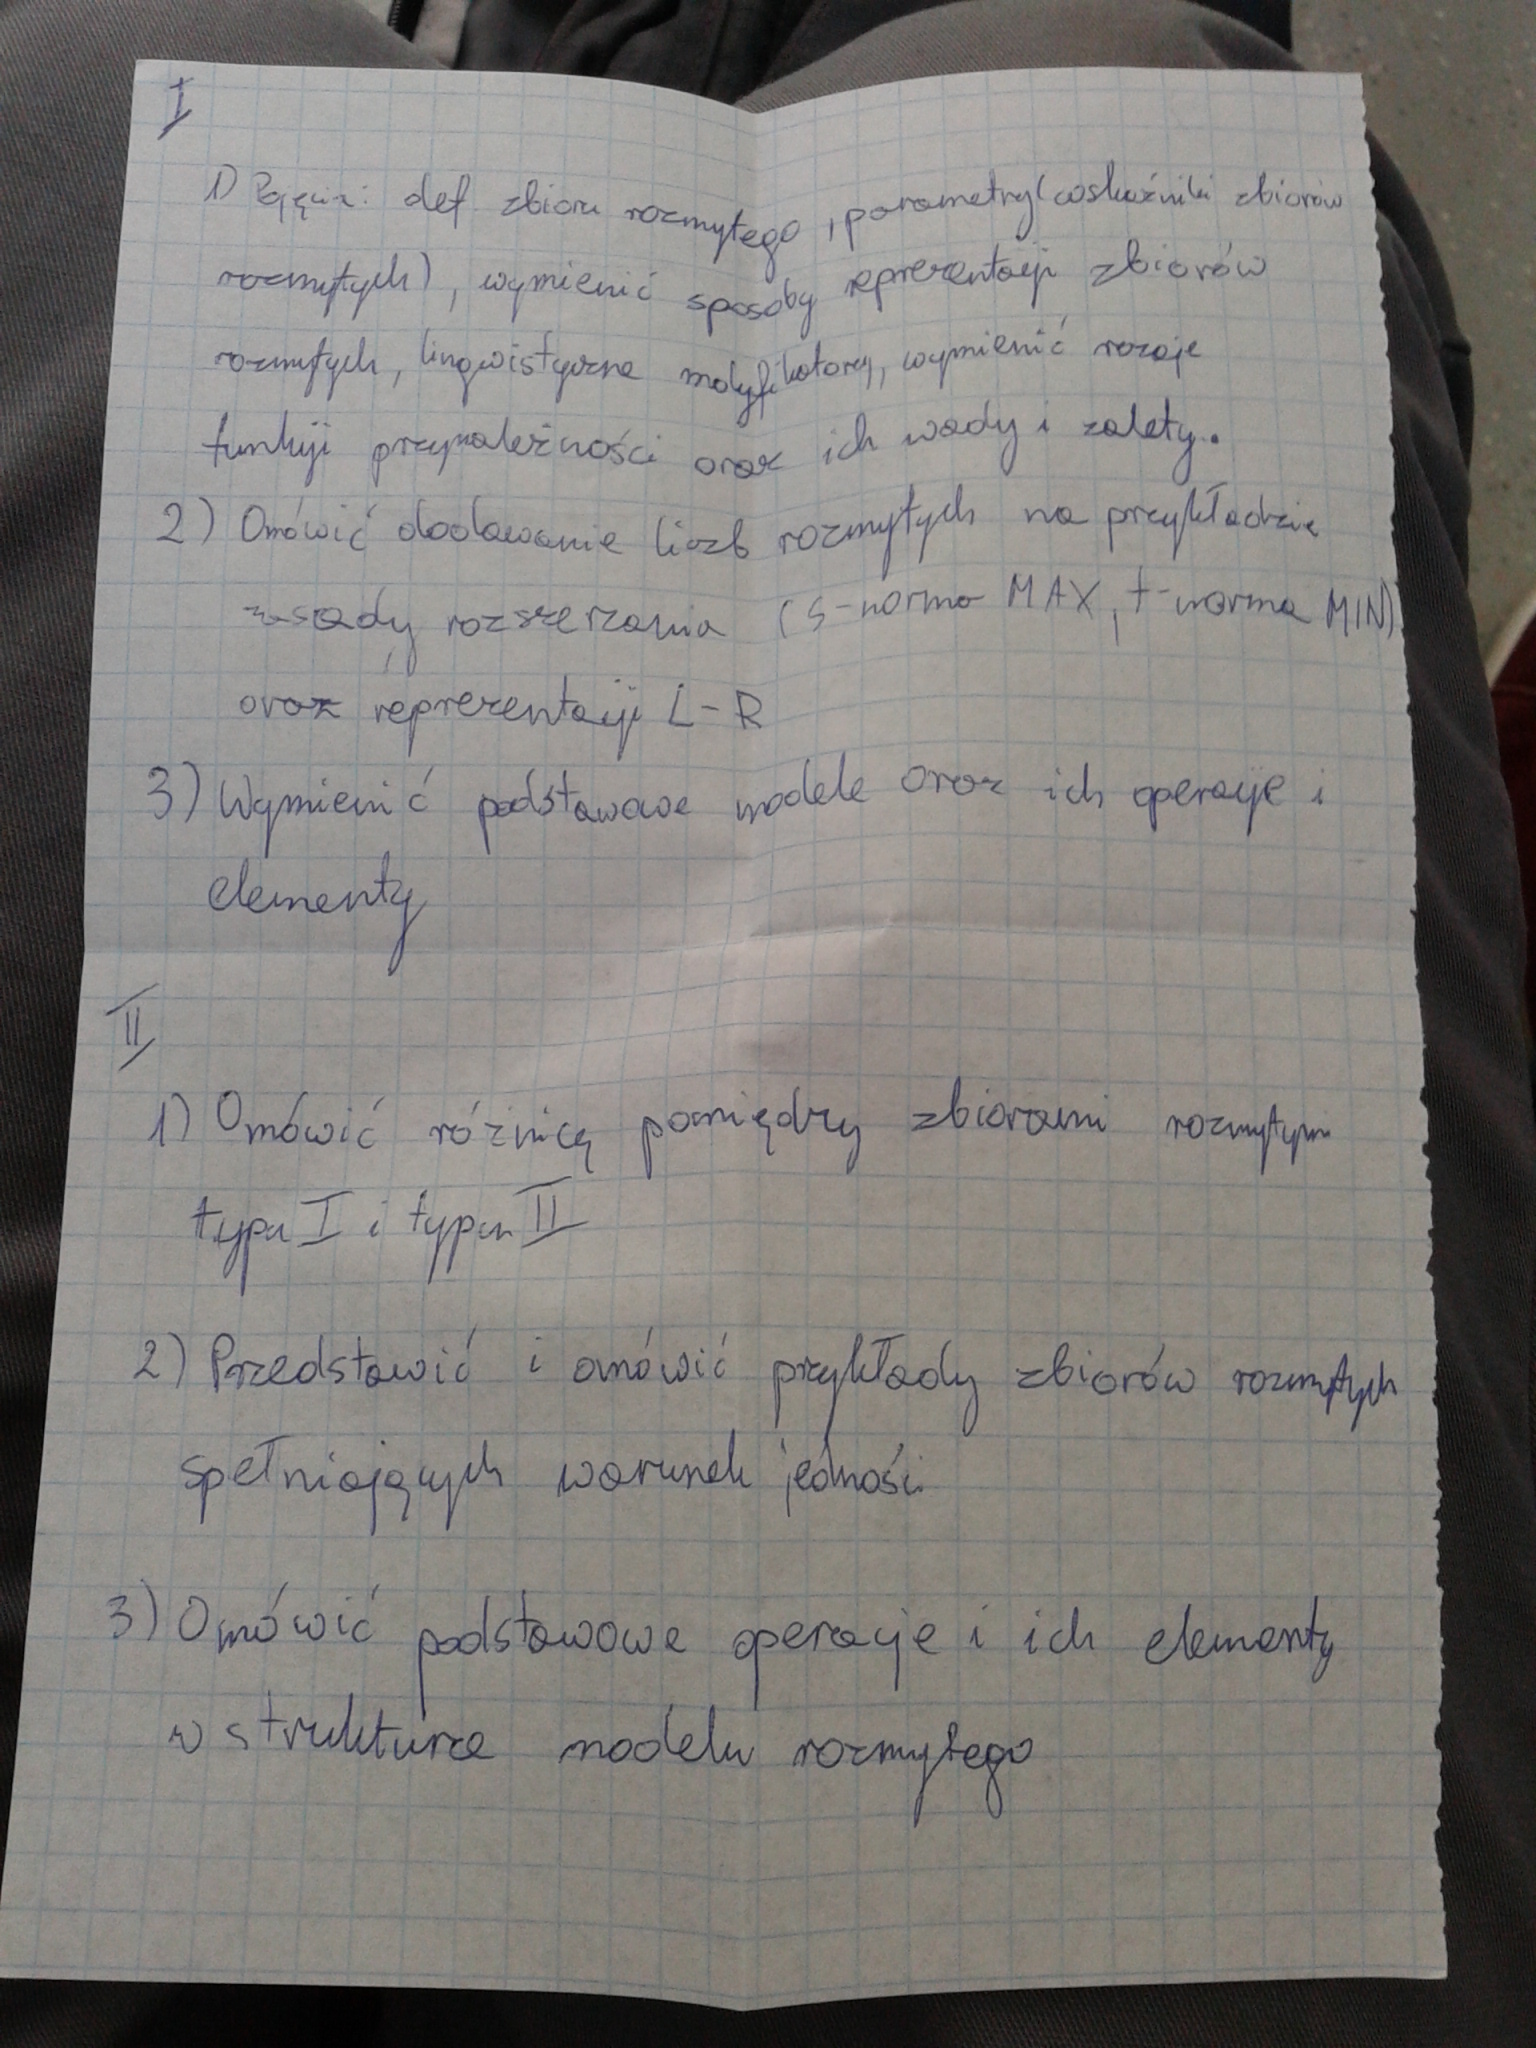 I
1) Pojęcia: def zbioru rozmytego, parametry (wskaźniki zbiorów
rozmytych), wymienić sposoby reprezentacji zbiorów
rozmytych, lingwistyczne modyfikatory, wymienić rozaje
funkcji przynależności oraz ich wady i zalety.
2) Omówić dodawanie liczb rozmytych na przykładzie
zasady rozszerzania (s-norma MAX, t-norma MIN)
oraz reprezentacji L-R
3) Wymienić podstawowe modele oraz ich operacje i
elementy
II
1) Omówić różnicę pomiędzy zbiorami rozmytym
typu I i typu II
2) Przedstawić i omówić przykłady zbiorów rozmytych
spełniających warunek jedności
3) Omówić podstawowe operacje i ich elementy
w strukturze modelu rozmytego